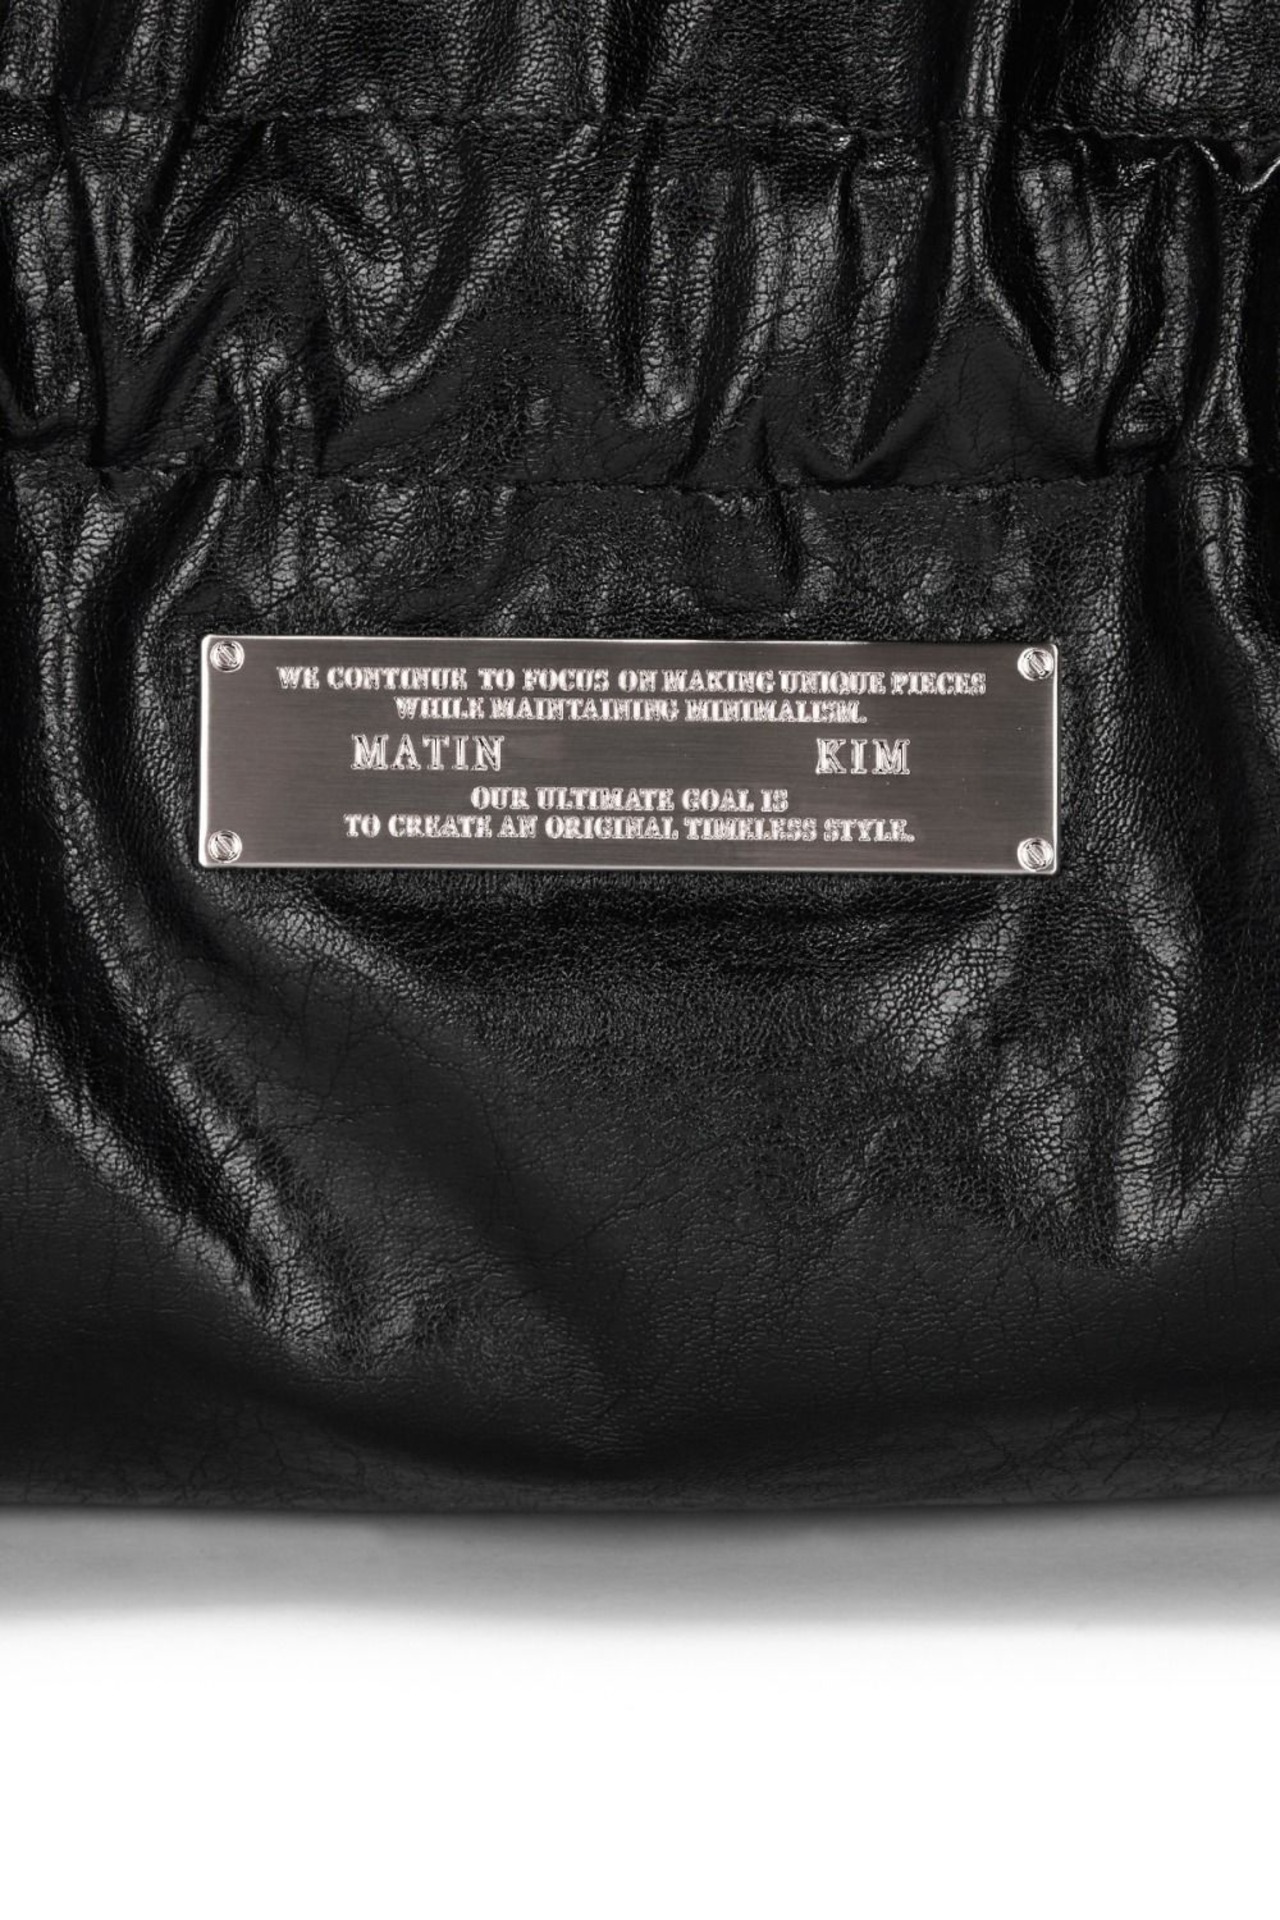 WE CONTINUE TO FOCUS ON MAKING UNIQUE PIECES
WHILE MAINTAINING MINIMALISM.
MATIN KIM
OUR ULTIMATE GOAL IS
TO CREATE AN ORIGINAL TIMELESS STYLE.